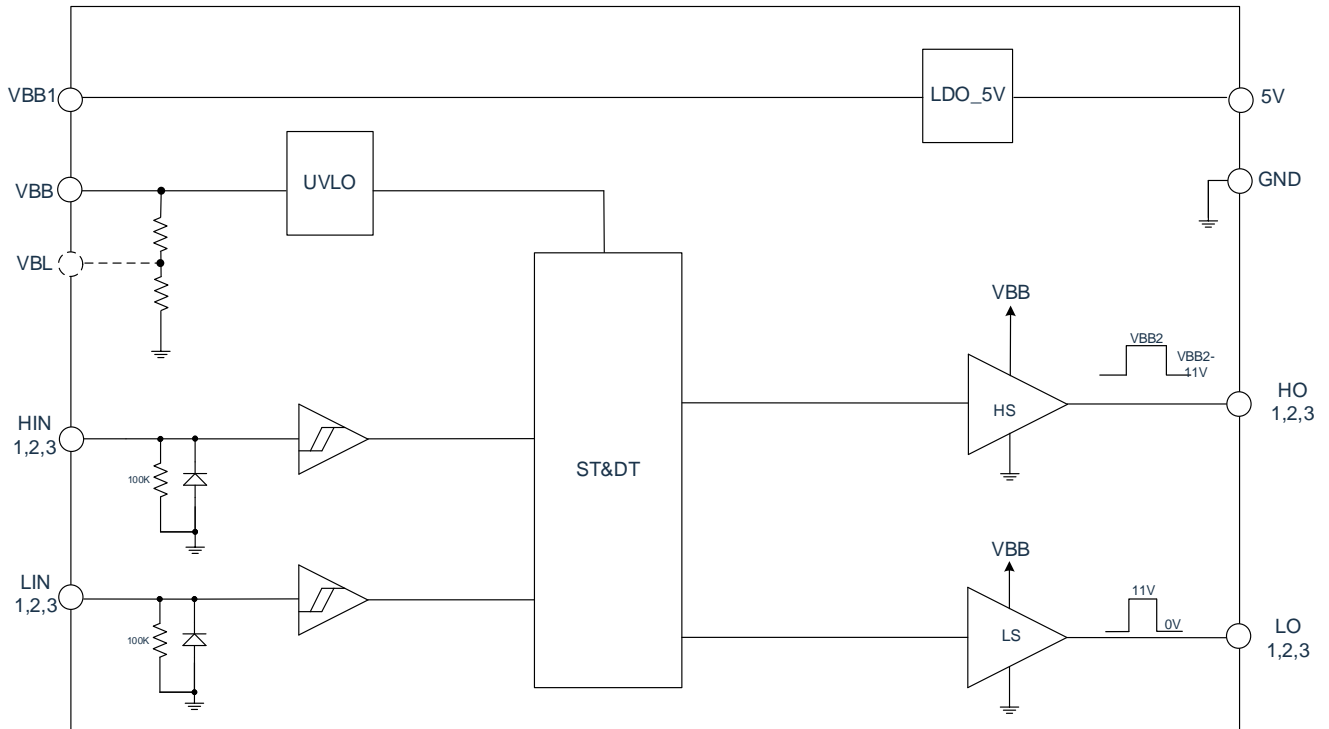 VBB1
LDO_5V
5V
VBB
UVLO
GND
VBL
VBB
VBB2
VBB2-
11V
HIN
1,2,3
HS
HO
1,2,3
100K
ST&DT
VBB
LIN
1,2,3
11V
0V
LS
LO
1,2,3
100K